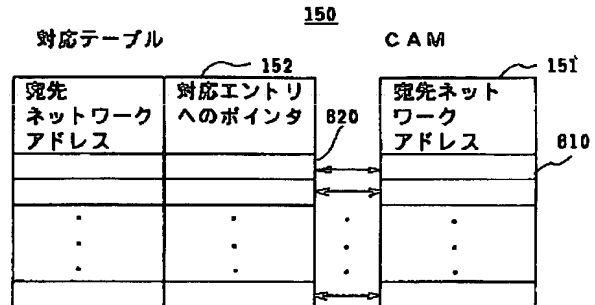 150
対応テーブル
CAM
152
151
宛先
ネットワーク
アドレス
対応エントリ
へのポインタ
820
宛先ネット
ワーク
アドレス
810